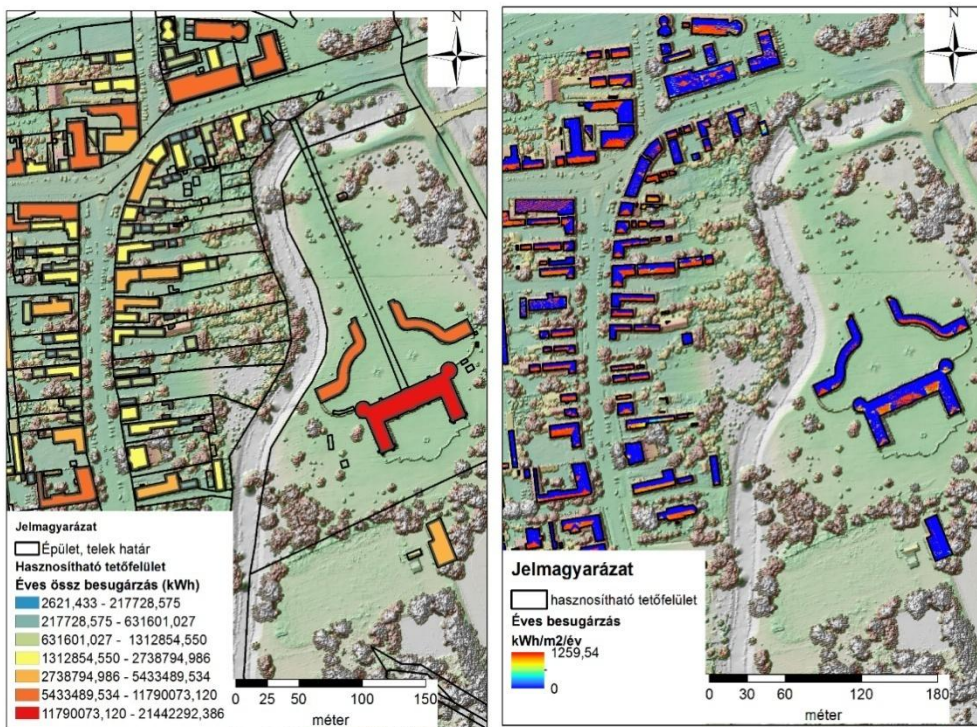 N
Jelmagyarázat
Épület, telek határ
Hasznosítható tetőfelület
Éves össz besugárzás (kWh)
2621,433 - 217728,575
217728,575 - 631601,027
631601,027 - 1312854,550
1312854,550 - 2738794,986
2738794,986 - 5433489,534
5433489,534 - 11790073,120
11790073,120 - 21442292,386
0 50 100 150
méter
N
Jelmagyarázat
hasznosítható tetőfelület
Éves besugárzás
kWh/m2/év
1259,54
0
0 30 60 120 180
méter